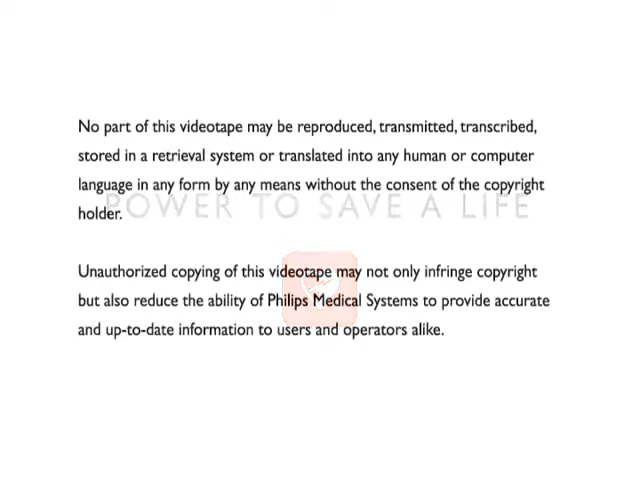 No part of this videotape may be reproduced, transmitted, transcribed,
stored in a retrieval system or translated into any human or computer
language in any form by any means without the consent of the copyright
holder.
POWER TO SAVE A LIFE
Unauthorized copying of this videotape may not only infringe copyright
but also reduce the ability of Philips Medical Systems to provide accurate
and up-to-date information to users and operators alike.